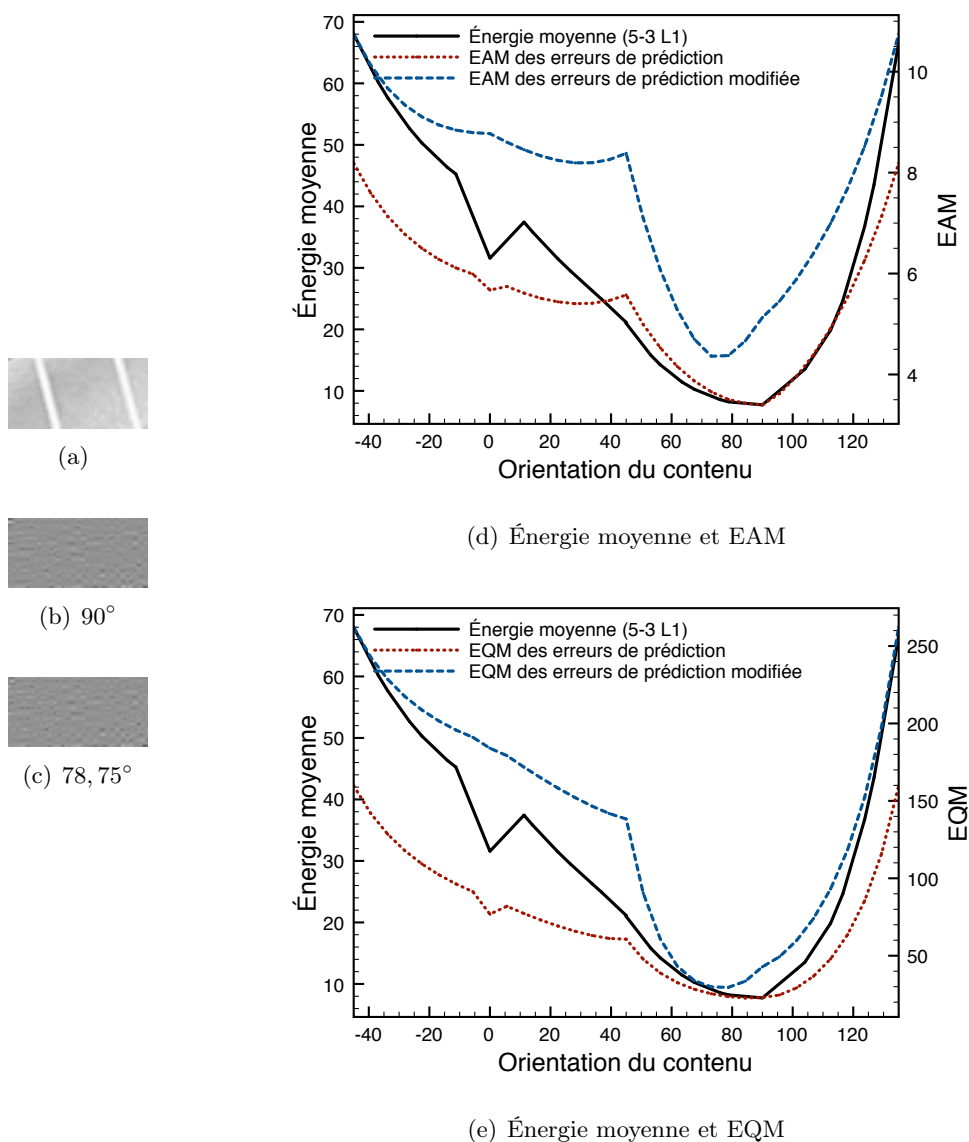 (a)
(b) 90°
(c) 78, 75°
70
60
50
40
30
20
10
Énergie moyenne
Énergie moyenne (5-3 L1)
EAM des erreurs de prédiction
EAM des erreurs de prédiction modifiée
10
8
6
4
EAM
-40 -20 0 20 40 60 80 100 120
Orientation du contenu
(d) Énergie moyenne et EAM
70
60
50
40
30
20
10
Énergie moyenne
Énergie moyenne (5-3 L1)
EQM des erreurs de prédiction
EQM des erreurs de prédiction modifiée
250
200
150
100
50
EQM
-40 -20 0 20 40 60 80 100 120
Orientation du contenu
(e) Énergie moyenne et EQM